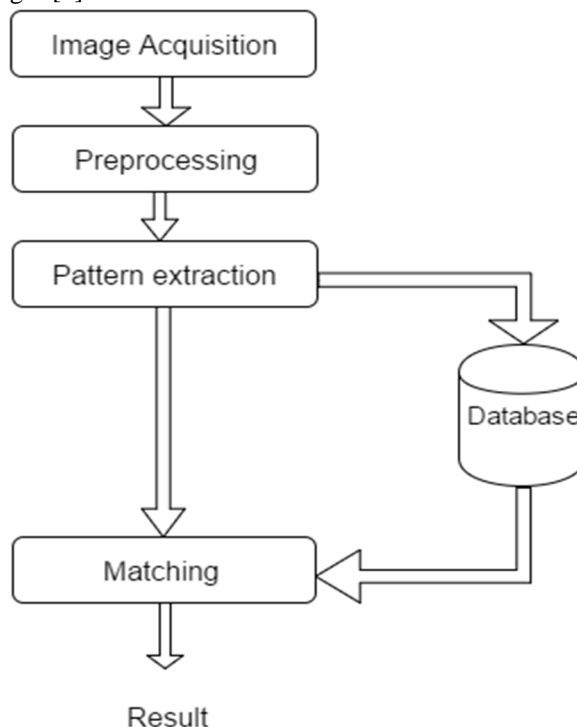 Image Acquisition
Preprocessing
Pattern extraction
Database
Matching
Result